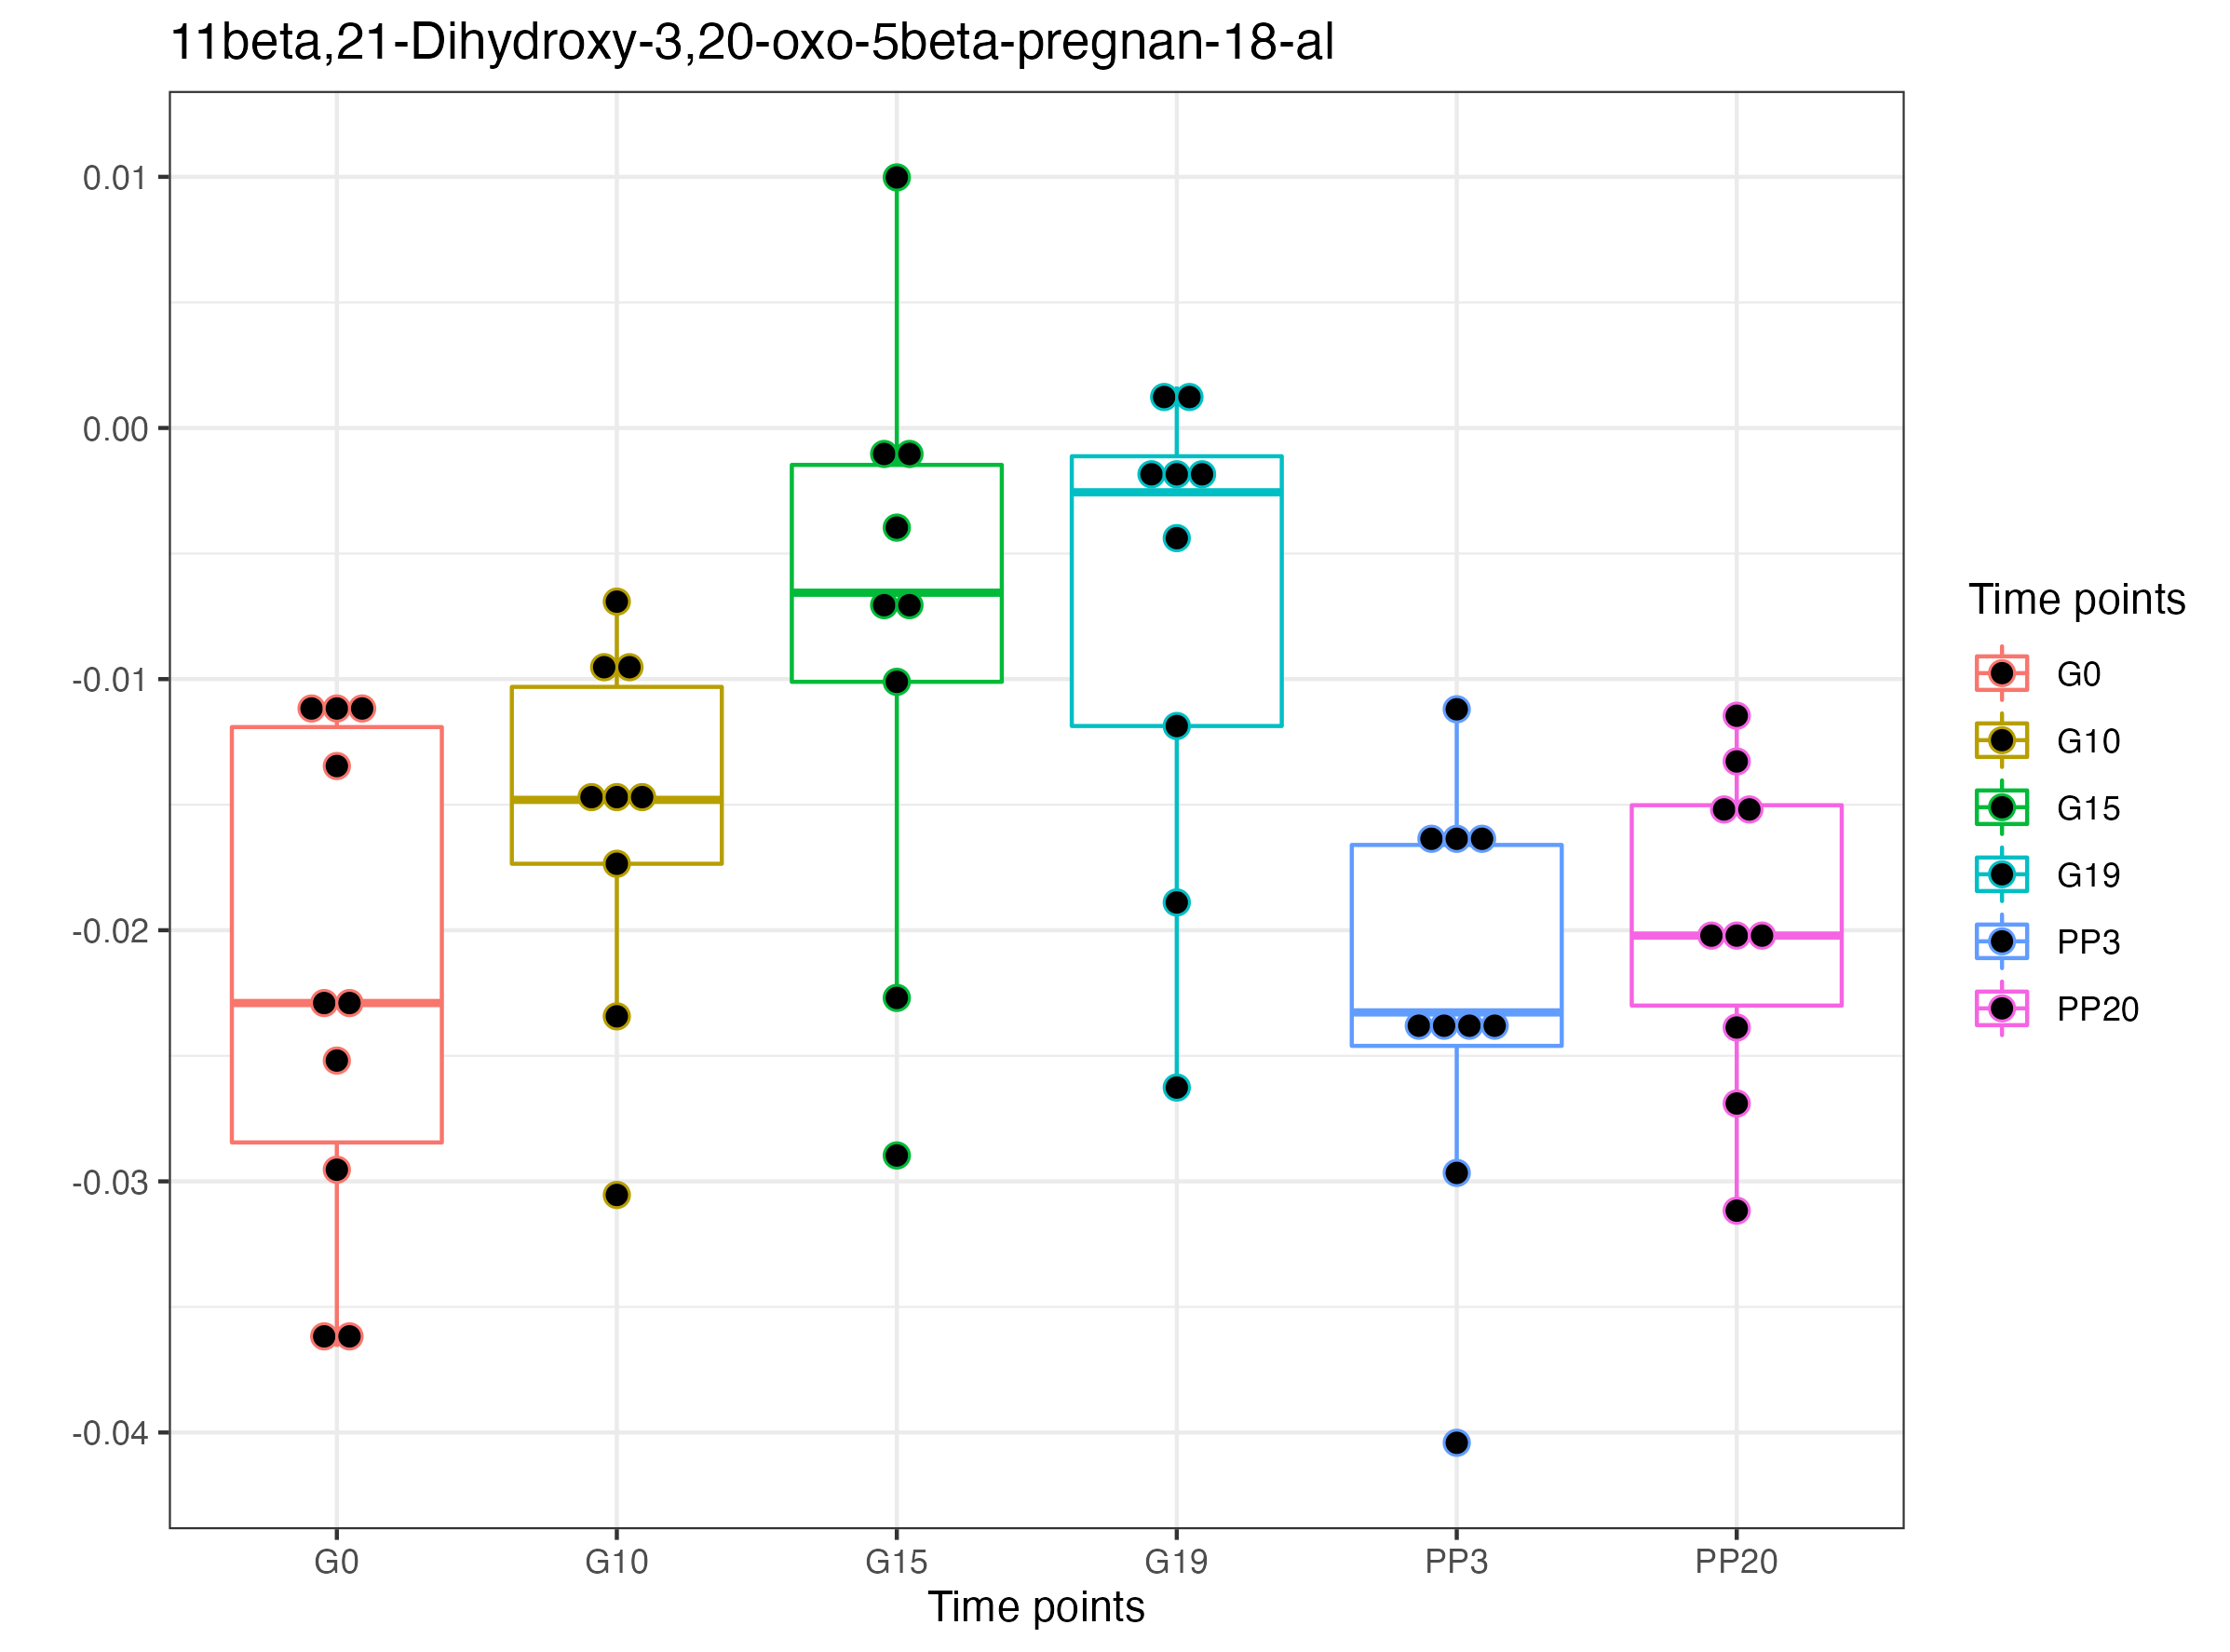 11beta,21-Dihydroxy-3,20-oxo-5beta-pregnan-18-al
0.01
0.00
-0.01
-0.02
-0.03
-0.04
G0 G10 G15 G19 PP3 PP20
Time points
Time points
G0
G10
G15
G19
PP3
PP20